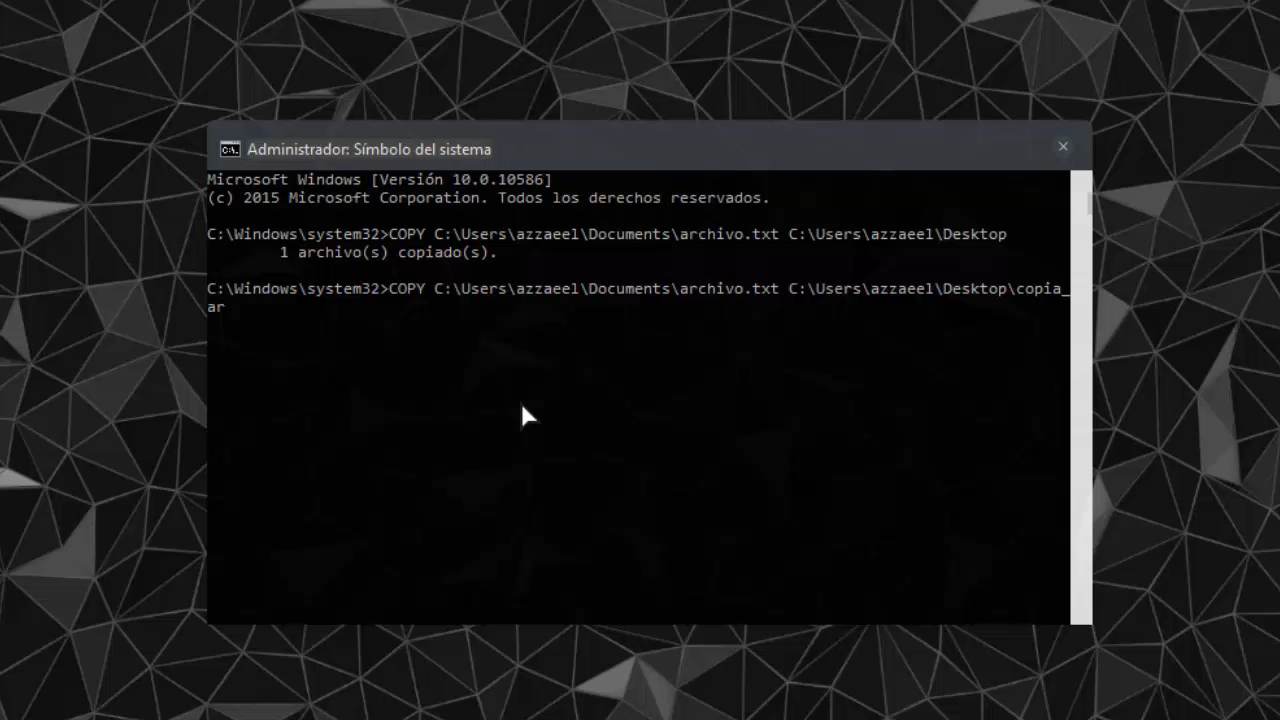 Administrador: Símbolo del sistema
Microsoft Windows [Versión 10.0.10586]
(c) 2015 Microsoft Corporation. Todos los derechos reservados.
C:\Windows\system32>COPY C:\Users\azzaeel\Documents\archivo.txt C:\Users\azzaeel\Desktop
1 archivo(s) copiado(s).
C:\Windows\system32>COPY C:\Users\azzaeel\Documents\archivo.txt C:\Users\azzaeel\Desktop\copia_
ar